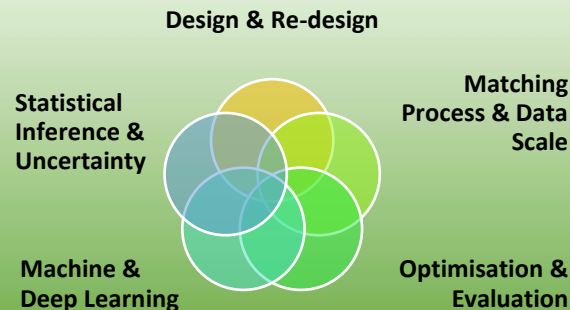 Design & Re-design
Statistical
Inference &
Uncertainty
Matching
Process & Data
Scale
Machine &
Deep Learning
Optimisation &
Evaluation